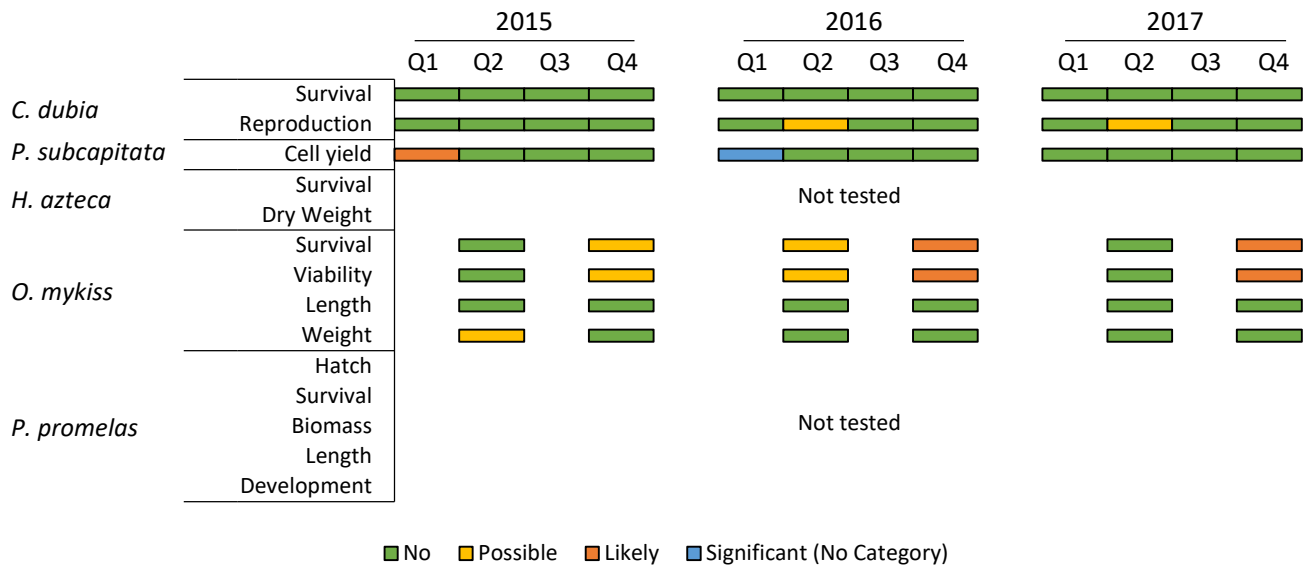 2015 2016 2017
Q1 Q2 Q3 Q4 Q1 Q2 Q3 Q4 Q1 Q2 Q3 Q4
C. dubia
Survival
Reproduction
P. subcapitata
Cell yield
H. azteca
Survival
Dry Weight
Not tested
O. mykiss
Survival
Viability
Length
Weight
P. promelas
Hatch
Survival
Biomass
Length
Development
Not tested
No Possible Likely Significant (No Category)